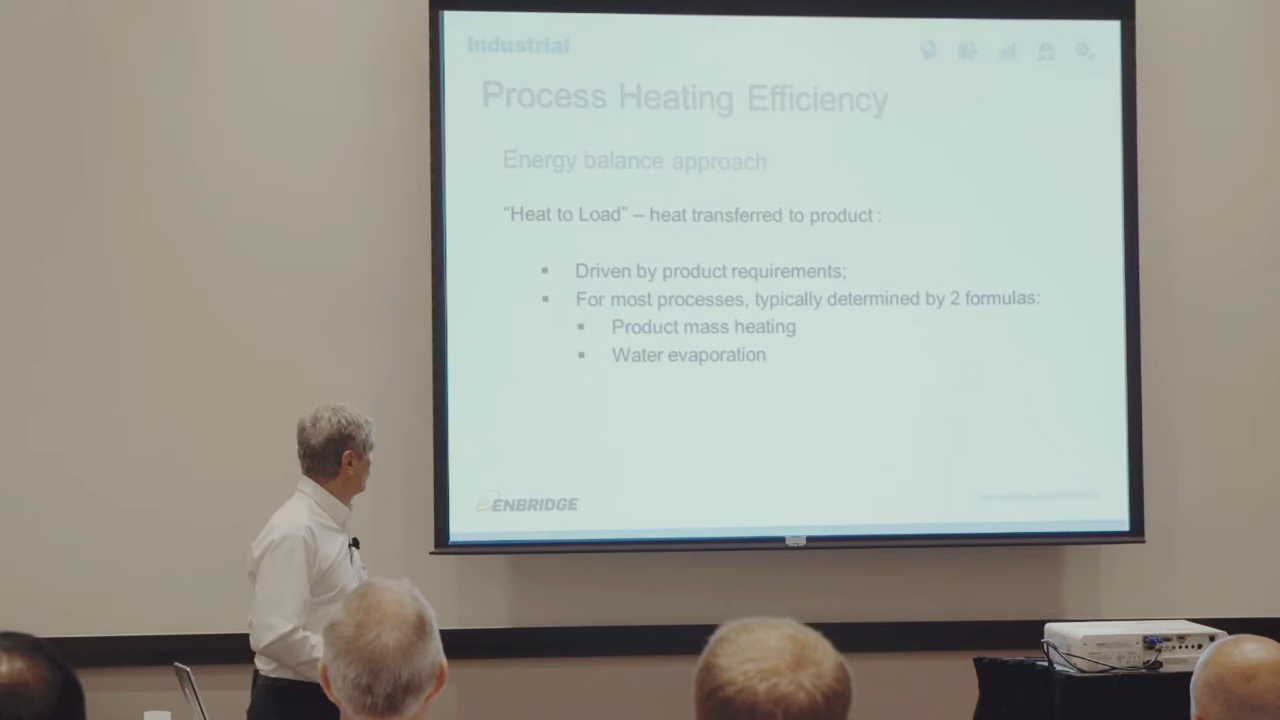 Industrial
Process Heating Efficiency
Energy balance approach
“Heat to Load” – heat transferred to product :
▪ Driven by product requirements;
▪ For most processes, typically determined by 2 formulas:
▪ Product mass heating
▪ Water evaporation
ENBRIDGE